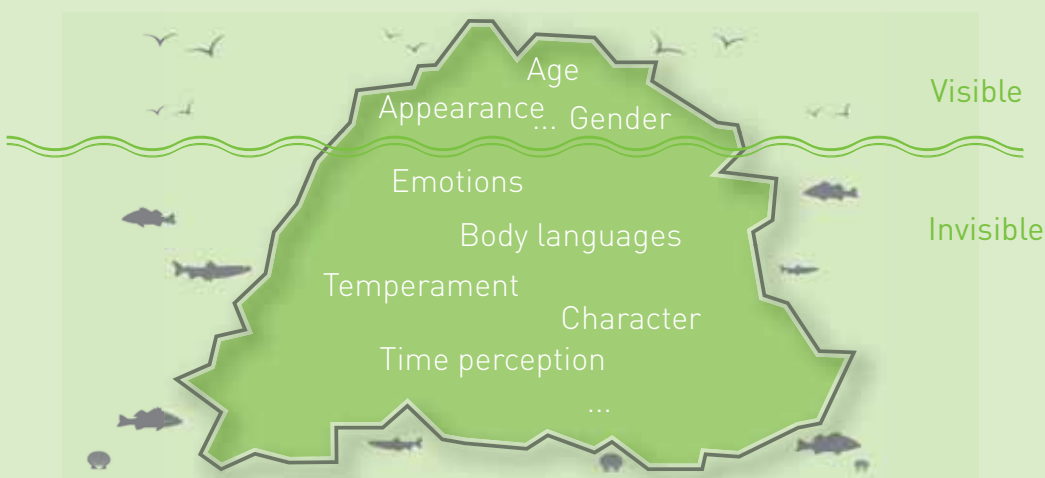 Age
Visible
Appearance... Gender
Emotions
Invisible
Body languages
Temperament
Character
Time perception
...